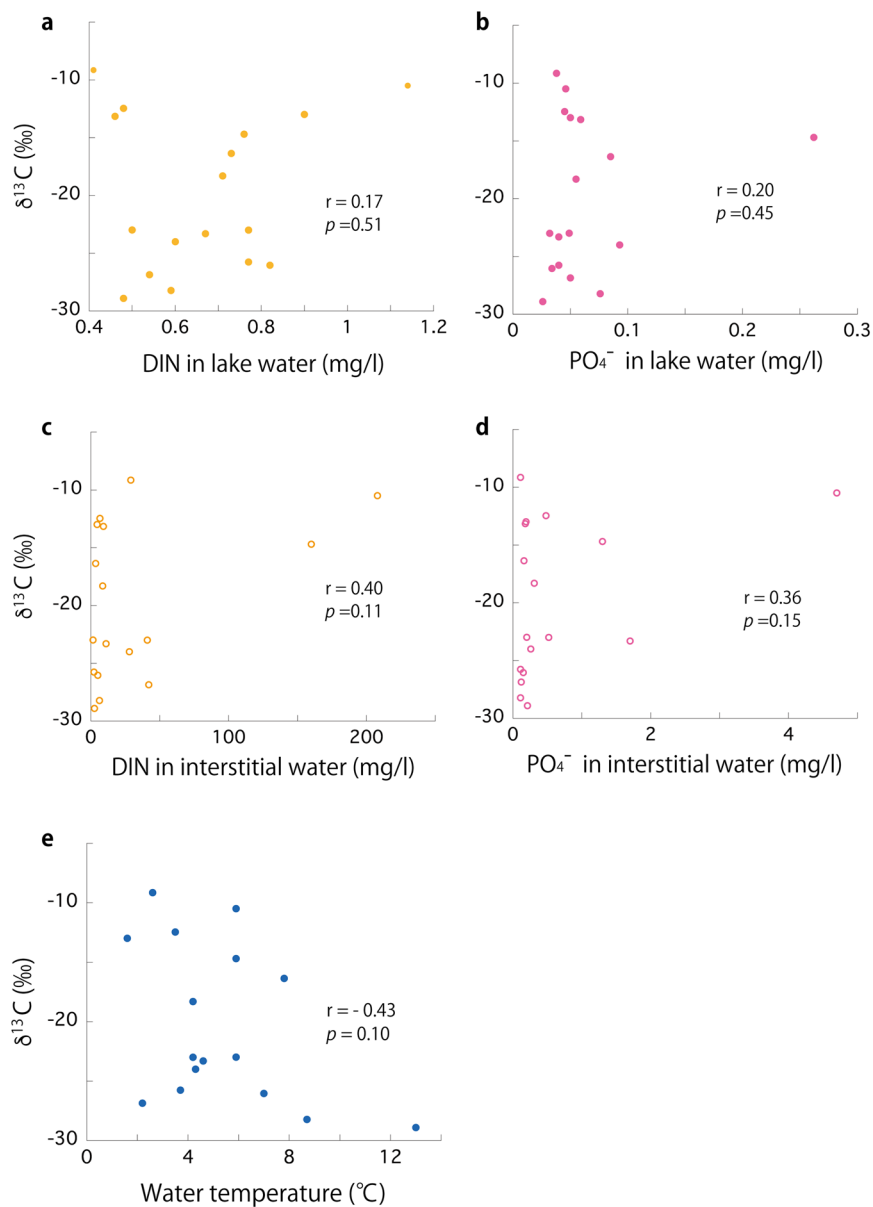 a
-10
-20
-30
δ¹³C (‰)
r = 0.17
p =0.51
0.4
0.6
0.8
1
1.2
DIN in lake water (mg/l)
b
-10
-20
-30
r = 0.20
p =0.45
0
0.1
0.2
0.3
PO₄⁻ in lake water (mg/l)
c
-10
-20
-30
δ¹³C (‰)
r = 0.40
p =0.11
0
100
200
DIN in interstitial water (mg/l)
d
-10
-20
-30
r = 0.36
p =0.15
0
2
4
PO₄⁻ in interstitial water (mg/l)
e
-10
-20
-30
δ¹³C (‰)
r = - 0.43
p = 0.10
0
4
8
12
Water temperature (℃)